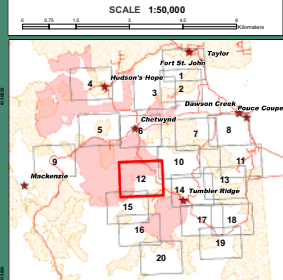 SCALE 1:50,000
0 0.75 1.5 3 4.5 6
Kilometers
Taylor
Fort St. John
Hudson's Hope
4
1
2
3
Dawson Creek
Pouce Coupe
Chetwynd
5
6
7
8
9
10
11
Mackenzie
12
13
14
Tumbler Ridge
15
16
17
18
19
20